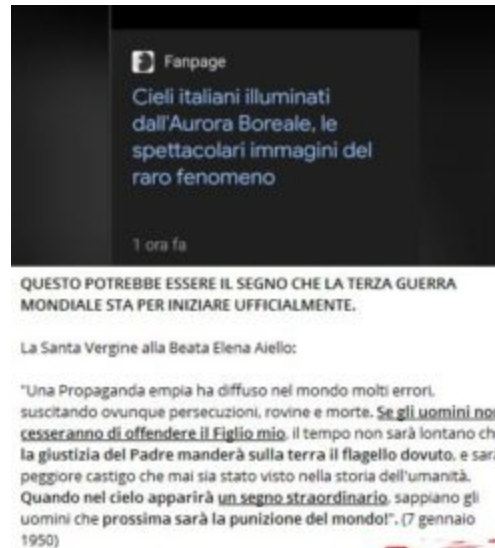 Fanpage
Cieli italiani illuminati
dall'Aurora Boreale, le
spettacolari immagini del
raro fenomeno
1 ora fa
QUESTO POTREBBE ESSERE IL SEGNO CHE LA TERZA GUERRA
MONDIALE STA PER INIZIARE UFFICIALMENTE.
La Santa Vergine alla Beata Elena Aiello:
"Una Propaganda empia ha diffuso nel mondo molti errori,
suscitando ovunque persecuzioni, rovine e morte. Se gli uomini non
cesseranno di offendere il Figlio mio, il tempo non sarà lontano ch
la giustizia del Padre manderà sulla terra il flagello dovuto, e sar
peggiore castigo che mai sia stato visto nella storia dell'umanità.
Quando nel cielo apparirà un segno straordinario, sappiano gli
uomini che prossima sarà la punizione del mondo!". (7 gennaio
1950)